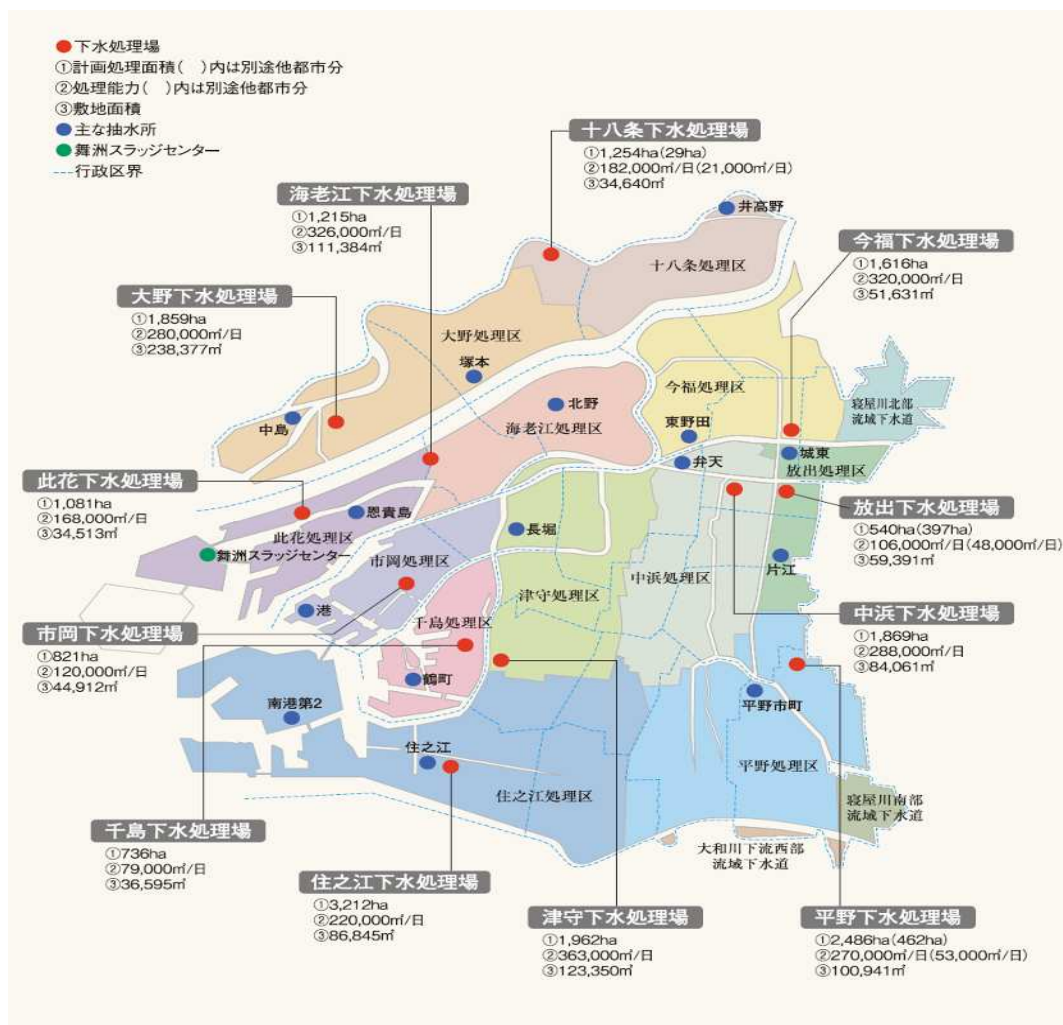 下水処理場
①計画処理面積(　)内は別途他都市分
②処理能力(　)内は別途他都市分
③敷地面積
主な抽水所
舞洲スラッジセンター
行政区界
十八条下水処理場
①1,254ha(29ha)
②182,000㎥/日(21,000㎥/日)
③34,640㎡
海老江下水処理場
①1,215ha
②326,000㎥/日
③111,384㎡
今福下水処理場
①1,616ha
②320,000㎥/日
③51,631㎡
大野下水処理場
①1,859ha
②280,000㎥/日
③238,377㎡
井高野
十八条処理区
大野処理区
塚本
中島
北野
海老江処理区
今福処理区
東野田
弁天
寝屋川北部
流域下水道
城東
放出処理区
此花下水処理場
①1,081ha
②168,000㎥/日
③34,513㎡
恩貴島
此花処理区
舞洲スラッジセンター
長堀
市岡処理区
港
津守処理区
中浜処理区
片江
放出下水処理場
①540ha(397ha)
②106,000㎥/日(48,000㎥/日)
③59,391㎡
中浜下水処理場
①1,869ha
②288,000㎥/日
③84,061㎡
市岡下水処理場
①821ha
②120,000㎥/日
③44,912㎡
千島処理区
鶴町
南港第2
住之江
住之江処理区
平野市町
平野処理区
寝屋川南部
流域下水道
大和川下流西部
流域下水道
千島下水処理場
①736ha
②79,000㎥/日
③36,595㎡
住之江下水処理場
①3,212ha
②220,000㎥/日
③86,845㎡
津守下水処理場
①1,962ha
②363,000㎥/日
③123,350㎡
平野下水処理場
①2,486ha(462ha)
②270,000㎥/日(53,000㎥/日)
③100,941㎡